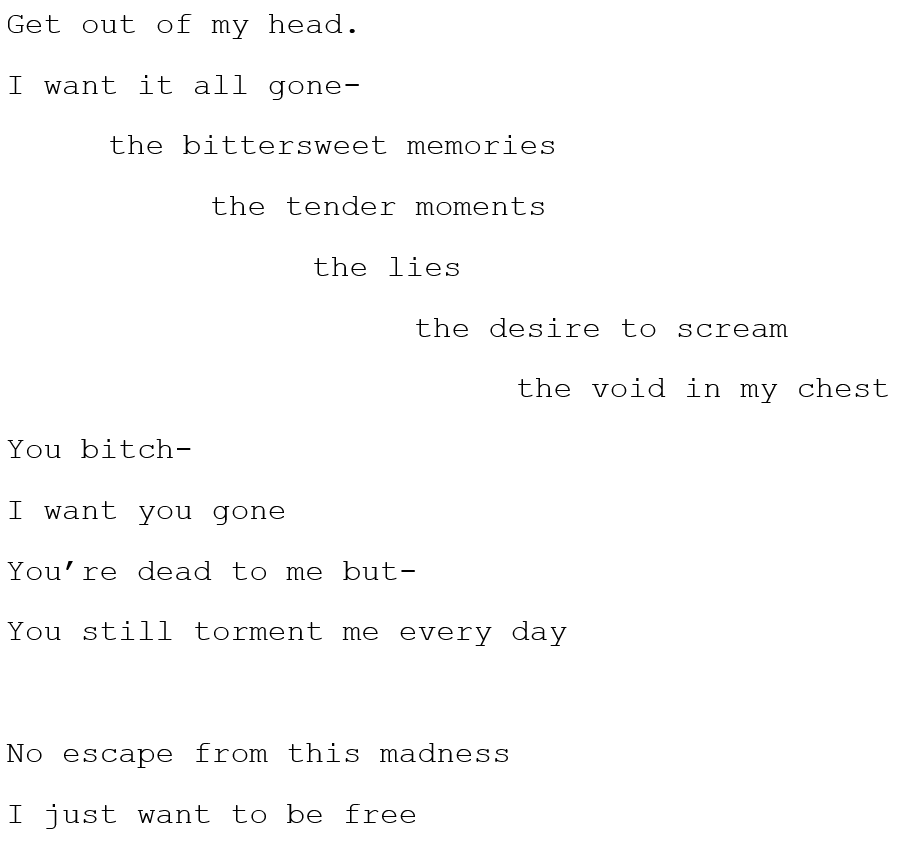 Get out of my head.
I want it all gone-
the bittersweet memories
the tender moments
the lies
the desire to scream
the void in my chest
You bitch-
I want you gone
You’re dead to me but-
You still torment me every day
No escape from this madness
I just want to be free